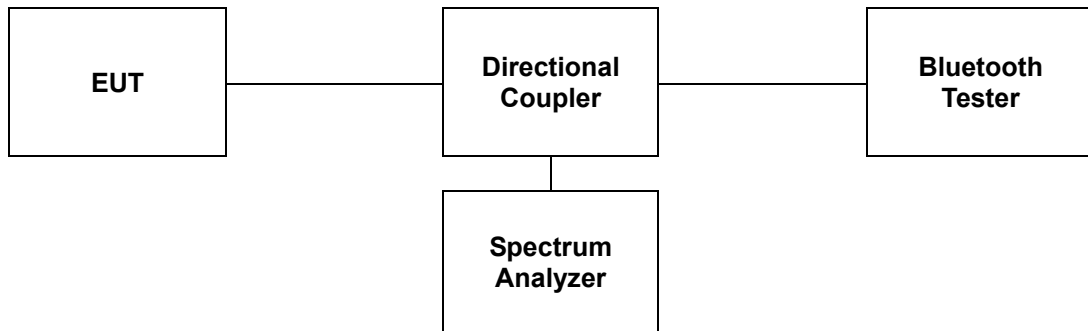 EUT
Directional
Coupler
Bluetooth
Tester
Spectrum
Analyzer